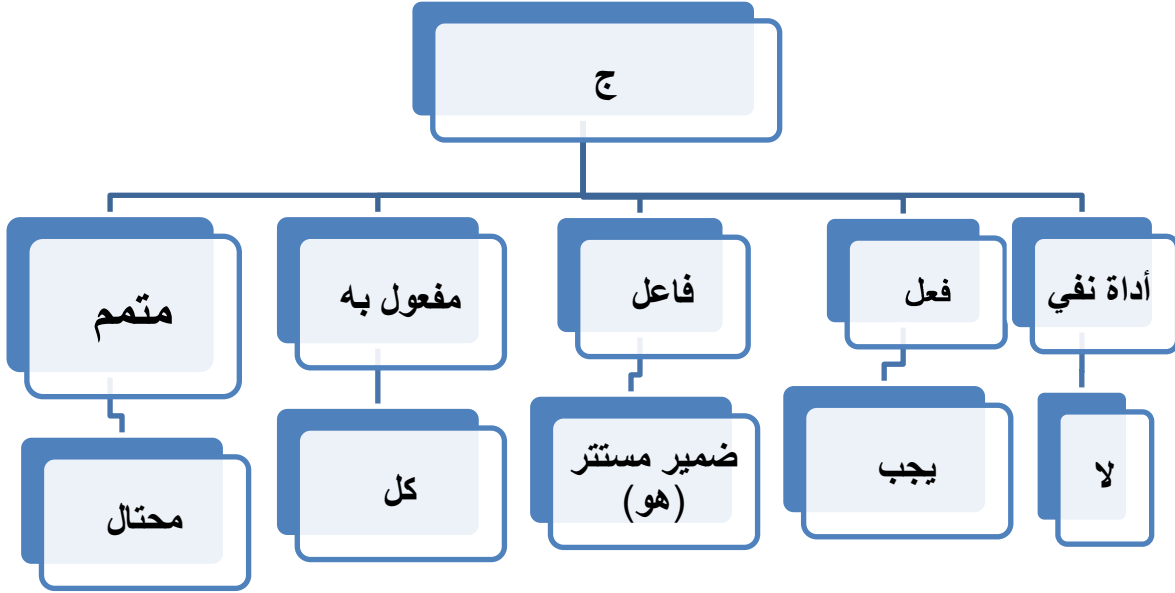 ج
أداة نفي
فعل
فاعل
مفعول به
متمم
لا
يجب
ضمير مستتر
(هو)
كل
محتال